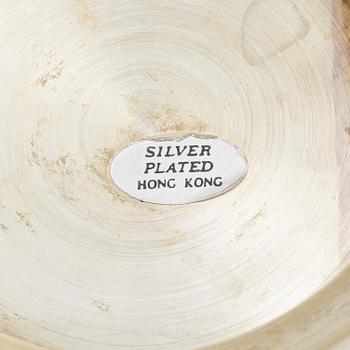 SILVER
PLATED
HONG KONG